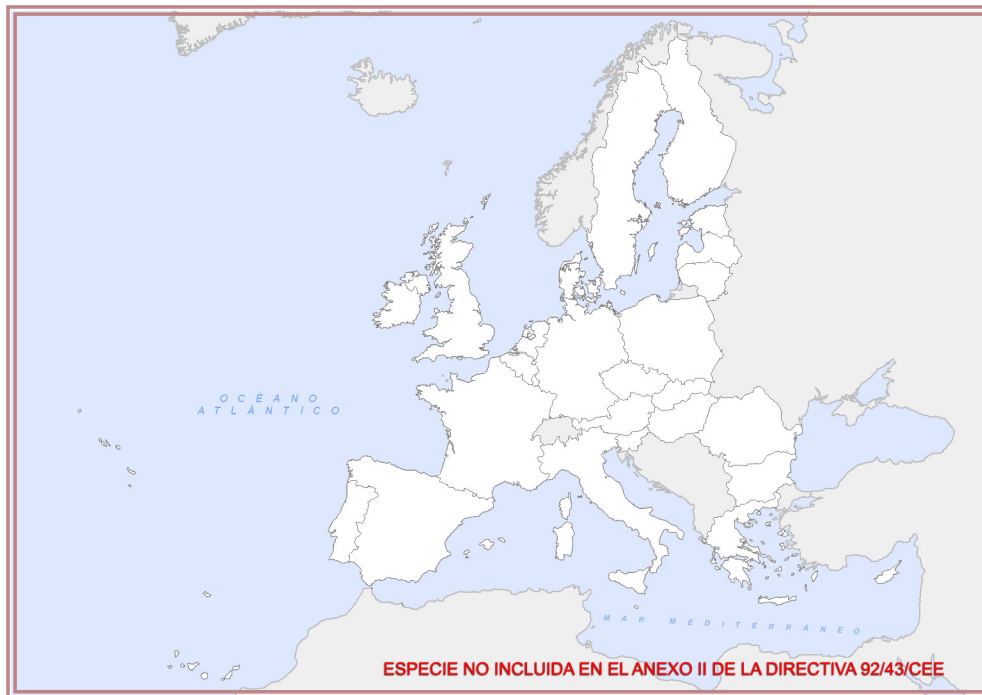 OCÉANO
ATLÁNTICO
MAR MEDITERRÁNEO
ESPECIE NO INCLUIDA EN EL ANEXO II DE LA DIRECTIVA 92/43/CEE